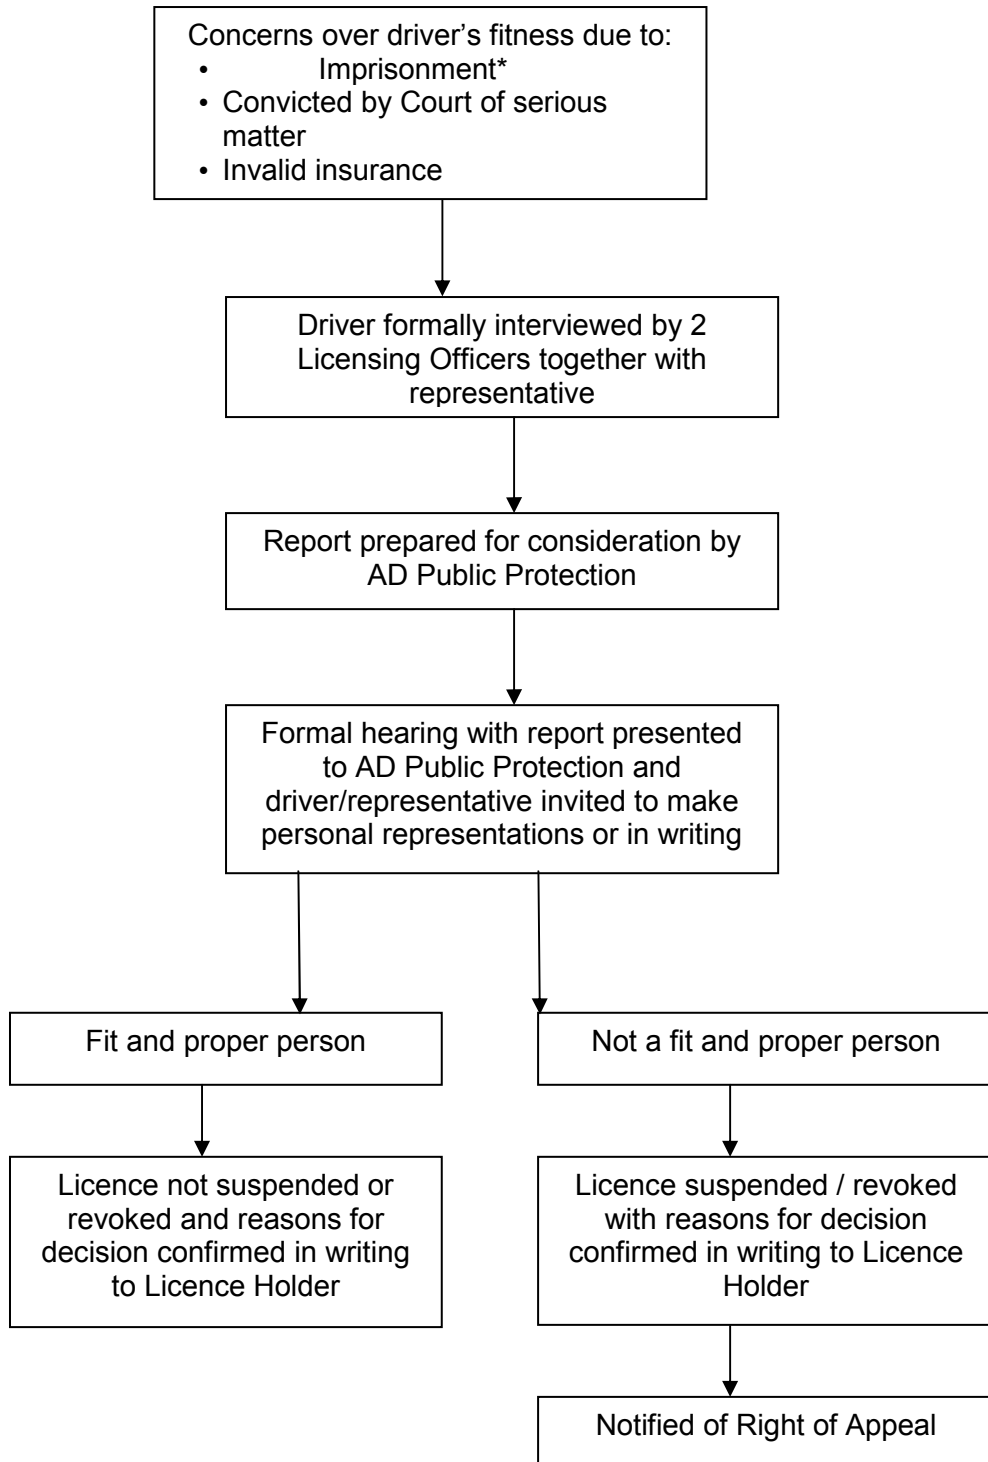 Concerns over driver’s fitness due to:
• Imprisonment*
• Convicted by Court of serious
matter
• Invalid insurance
Driver formally interviewed by 2
Licensing Officers together with
representative
Report prepared for consideration by
AD Public Protection
Formal hearing with report presented
to AD Public Protection and
driver/representative invited to make
personal representations or in writing
Fit and proper person
Not a fit and proper person
Licence not suspended or
revoked and reasons for
decision confirmed in writing
to Licence Holder
Licence suspended / revoked
with reasons for decision
confirmed in writing to Licence
Holder
Notified of Right of Appeal